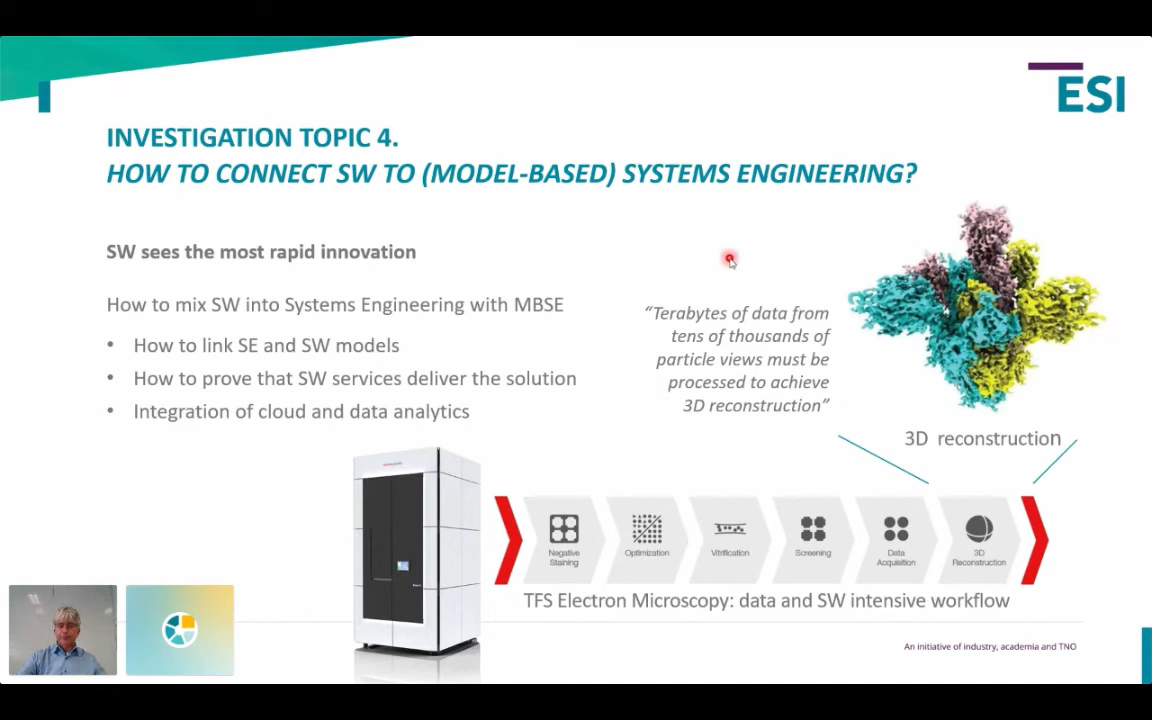 ESI
INVESTIGATION TOPIC 4.
HOW TO CONNECT SW TO (MODEL-BASED) SYSTEMS ENGINEERING?
SW sees the most rapid innovation
How to mix SW into Systems Engineering with MBSE
• How to link SE and SW models
• How to prove that SW services deliver the solution
• Integration of cloud and data analytics
“Terabytes of data from
tens of thousands of
particle views must be
processed to achieve
3D reconstruction”
3D reconstruction
Negative
Staining
Optimization
Vitrification
Screening
Data
Acquisition
3D
Reconstruction
TFS Electron Microscopy: data and SW intensive workflow
An initiative of industry, academia and TNO